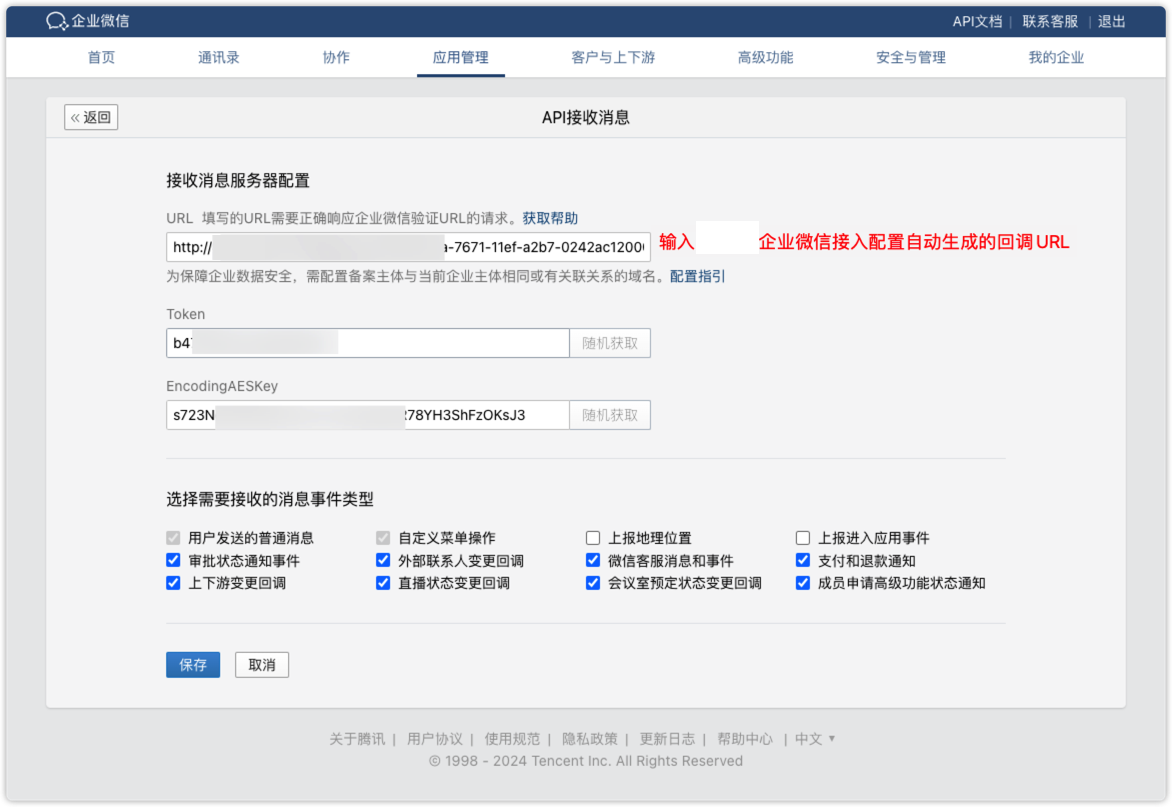 企业微信
API文档 | 联系客服 | 退出
首页 通讯录 协作 应用管理 客户与上下游 高级功能 安全与管理 我的企业
« 返回
API接收消息
接收消息服务器配置
URL 填写的URL需要正确响应企业微信验证URL的请求。获取帮助
http:// -7671-11ef-a2b7-0242ac1200
输入 企业微信接入配置自动生成的回调URL
为保障企业数据安全，需配置备案主体与当前企业主体相同或有关联关系的域名。配置指引
Token
b4 随机获取
EncodingAESKey
s723N 78YH3ShFzOKsJ3 随机获取
选择需要接收的消息事件类型
用户发送的普通消息 自定义菜单操作 上报地理位置 上报进入应用事件
审批状态通知事件 外部联系人变更回调 微信客服消息和事件 支付和退款通知
上下游变更回调 直播状态变更回调 会议室预定状态变更回调 成员申请高级功能状态通知
保存 取消
关于腾讯 | 用户协议 | 使用规范 | 隐私政策 | 更新日志 | 帮助中心 | 中文 ▼
© 1998 - 2024 Tencent Inc. All Rights Reserved